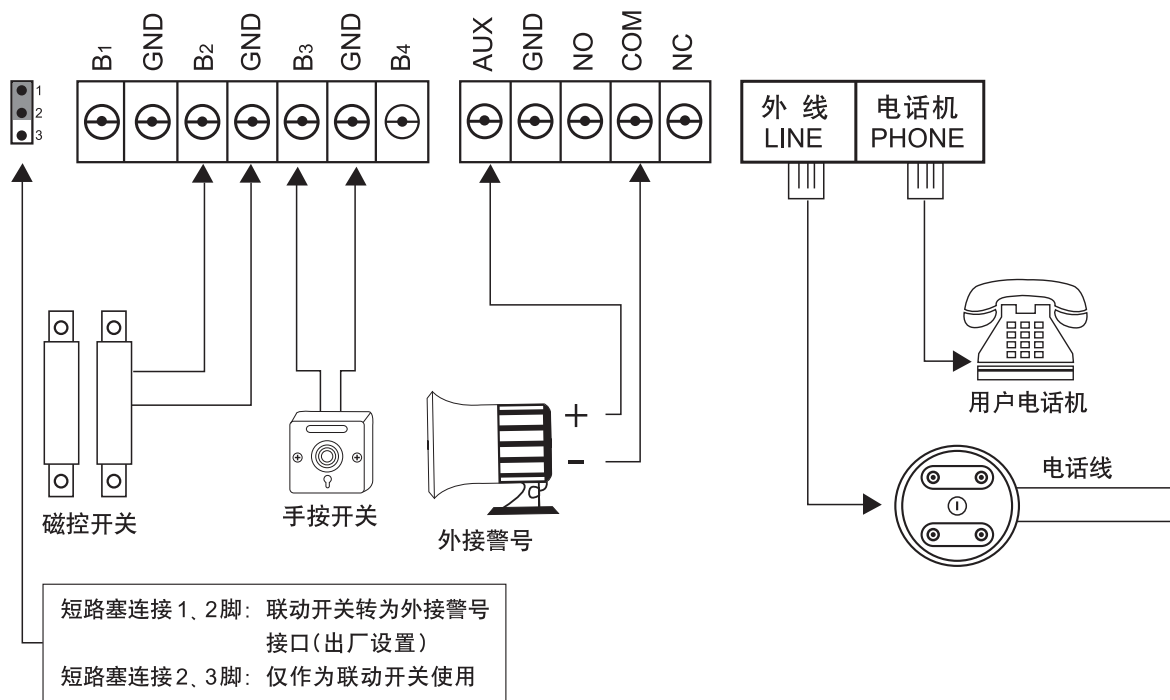 B1 GND B2 GND B3 GND B4
AUX GND NO COM NC
1
2
3
外 线
LINE
电话机
PHONE
+
-
用户电话机
磁控开关
手按开关
外接警号
电话线
短路塞连接1、2脚：联动开关转为外接警号
接口(出厂设置)
短路塞连接2、3脚：仅作为联动开关使用